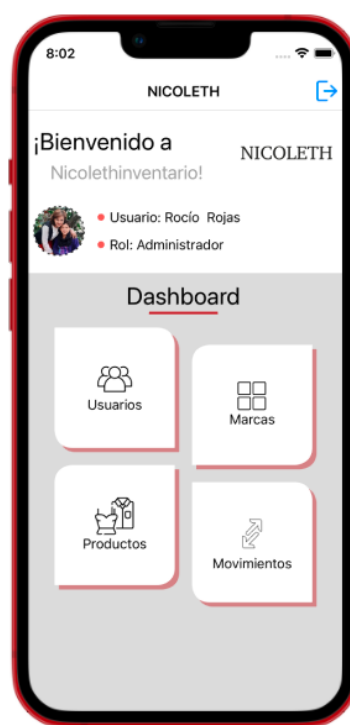 8:02
NICOLETH
¡Bienvenido a
NICOLETH
Nicolethinventario!
Usuario: Rocío Rojas
Rol: Administrador
Dashboard
Usuarios
Marcas
Productos
Movimientos